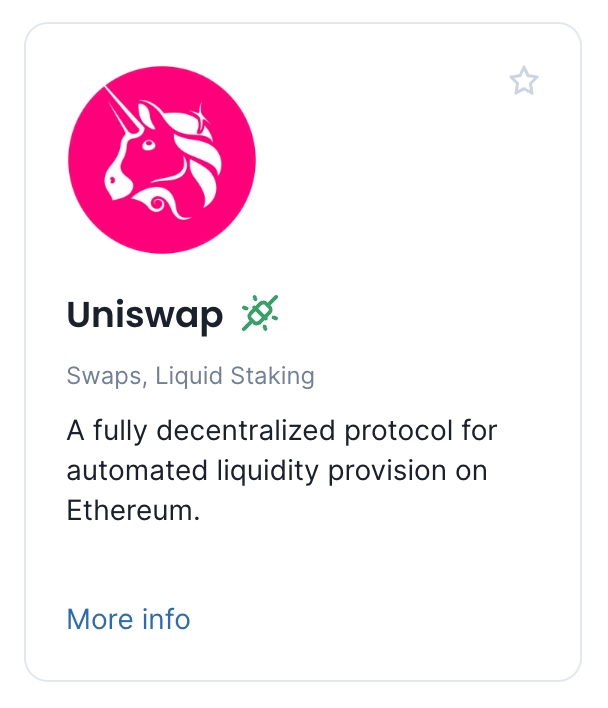 Uniswap
Swaps, Liquid Staking
A fully decentralized protocol for
automated liquidity provision on
Ethereum.
More info